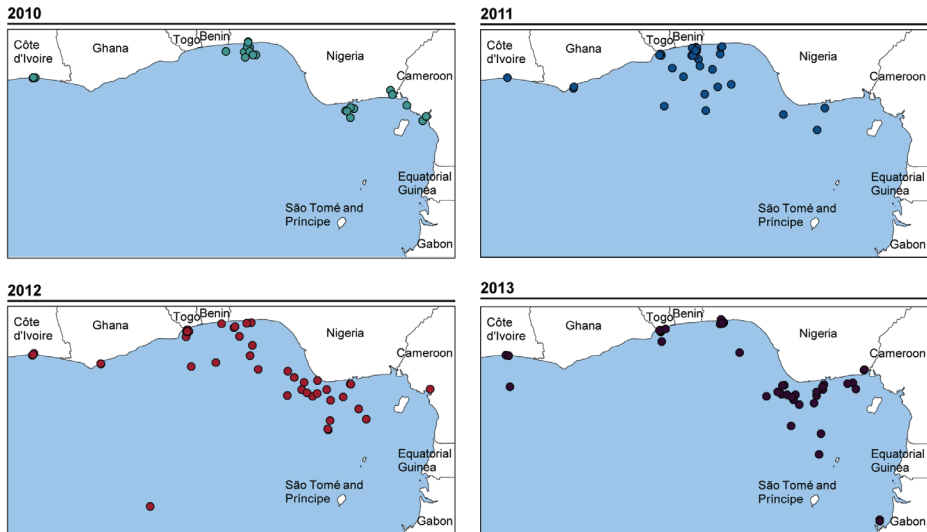 2010
Côte
d'Ivoire
Ghana
Togo
Benin
Nigeria
Cameroon
Equatorial
Guinea
São Tomé and
Príncipe
Gabon
2011
Côte
d'Ivoire
Ghana
Togo
Benin
Nigeria
Cameroon
Equatorial
Guinea
São Tomé and
Príncipe
Gabon
2012
Côte
d'Ivoire
Ghana
Togo
Benin
Nigeria
Cameroon
Equatorial
Guinea
São Tomé and
Príncipe
Gabon
2013
Côte
d'Ivoire
Ghana
Togo
Benin
Nigeria
Cameroon
Equatorial
Guinea
São Tomé and
Príncipe
Gabon